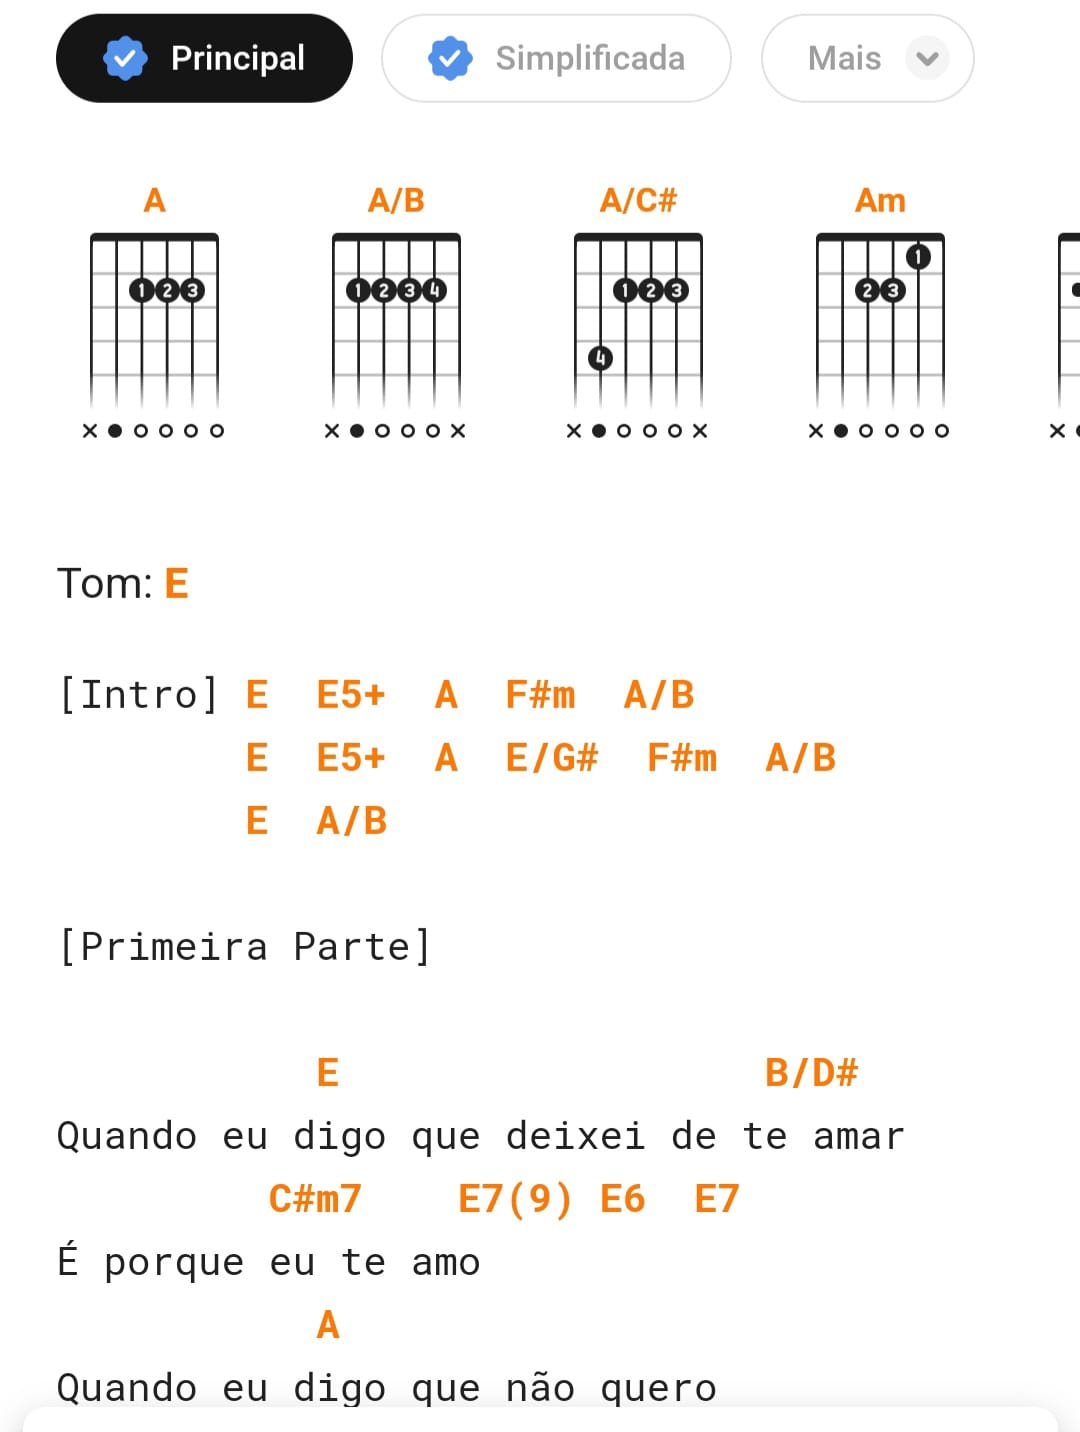 Principal Simplificada Mais
A A/B A/C# Am
1 2 3 1 2 3 4 1 2 3 4 1 2 3
Tom: E
[Intro] E E5+ A F#m A/B
E E5+ A E/G# F#m A/B
E A/B
[Primeira Parte]
E B/D#
Quando eu digo que deixei de te amar
C#m7 E7(9) E6 E7
É porque eu te amo
A
Quando eu digo que não quero